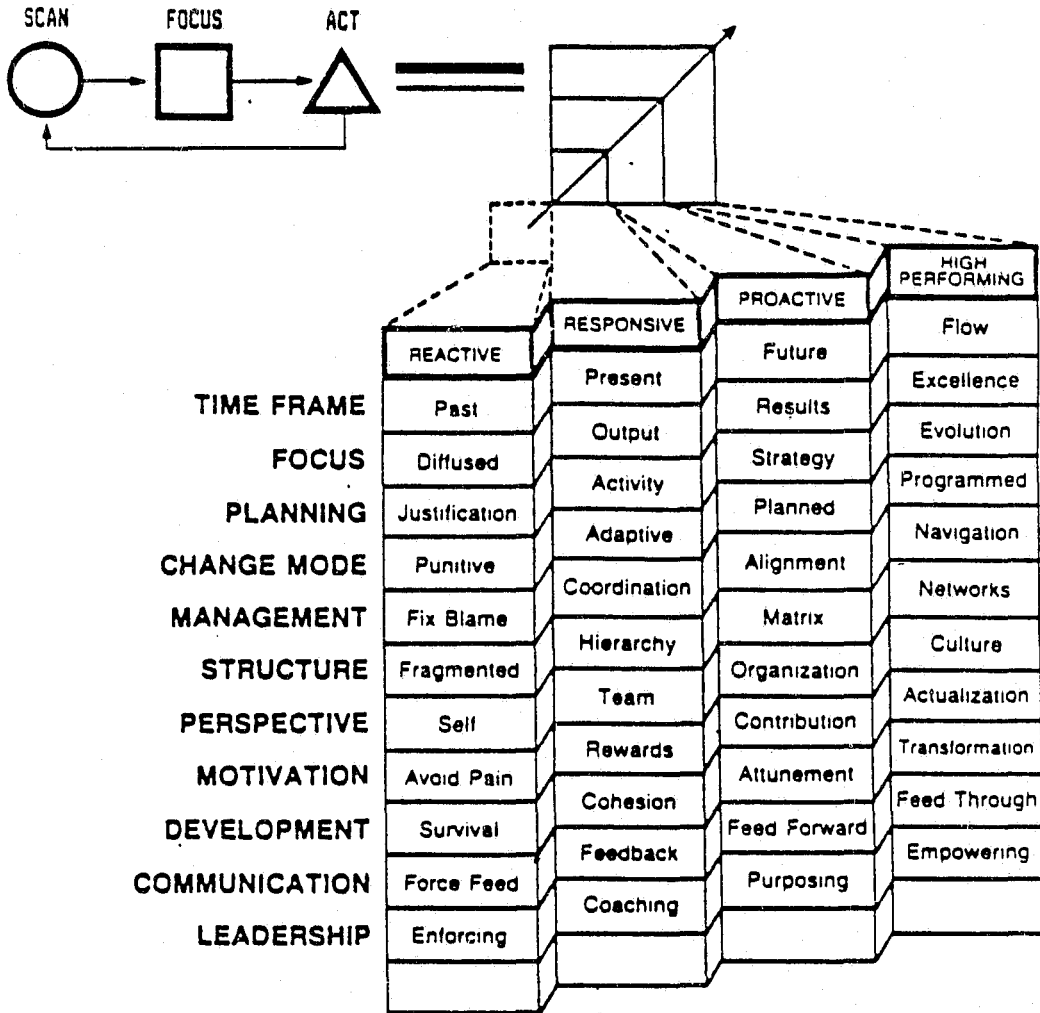 SCAN FOCUS ACT
HIGH
PERFORMING
PROACTIVE
RESPONSIVE
REACTIVE
TIME FRAME Past Present Future Flow
FOCUS Diffused Output Results Excellence
PLANNING Justification Activity Strategy Evolution
CHANGE MODE Punitive Adaptive Planned Programmed
MANAGEMENT Fix Blame Coordination Alignment Navigation
STRUCTURE Fragmented Hierarchy Matrix Networks
PERSPECTIVE Self Team Organization Culture
MOTIVATION Avoid Pain Rewards Contribution Actualization
DEVELOPMENT Survival Cohesion Attunement Transformation
COMMUNICATION Force Feed Feedback Feed Forward Feed Through
LEADERSHIP Enforcing Coaching Purposing Empowering